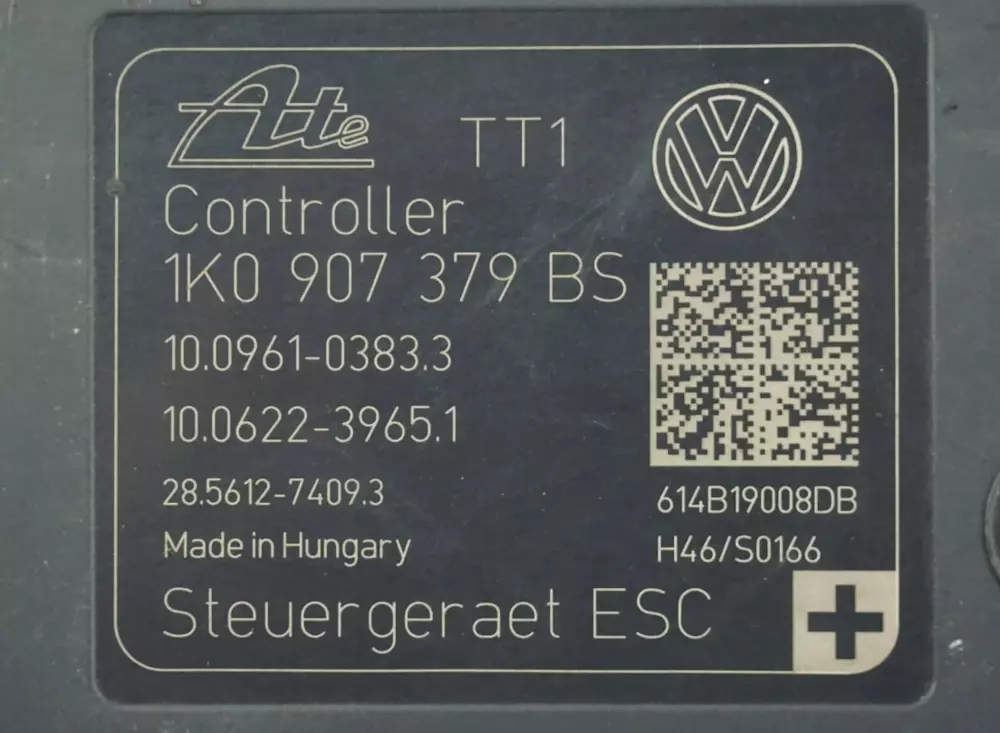 Ate TT1
Controller
1K0 907 379 BS
10.0961-0383.3
10.0622-3965.1
28.5612-7409.3
614B19008DB
Made in Hungary
H46/S0166
Steuergeraet ESC